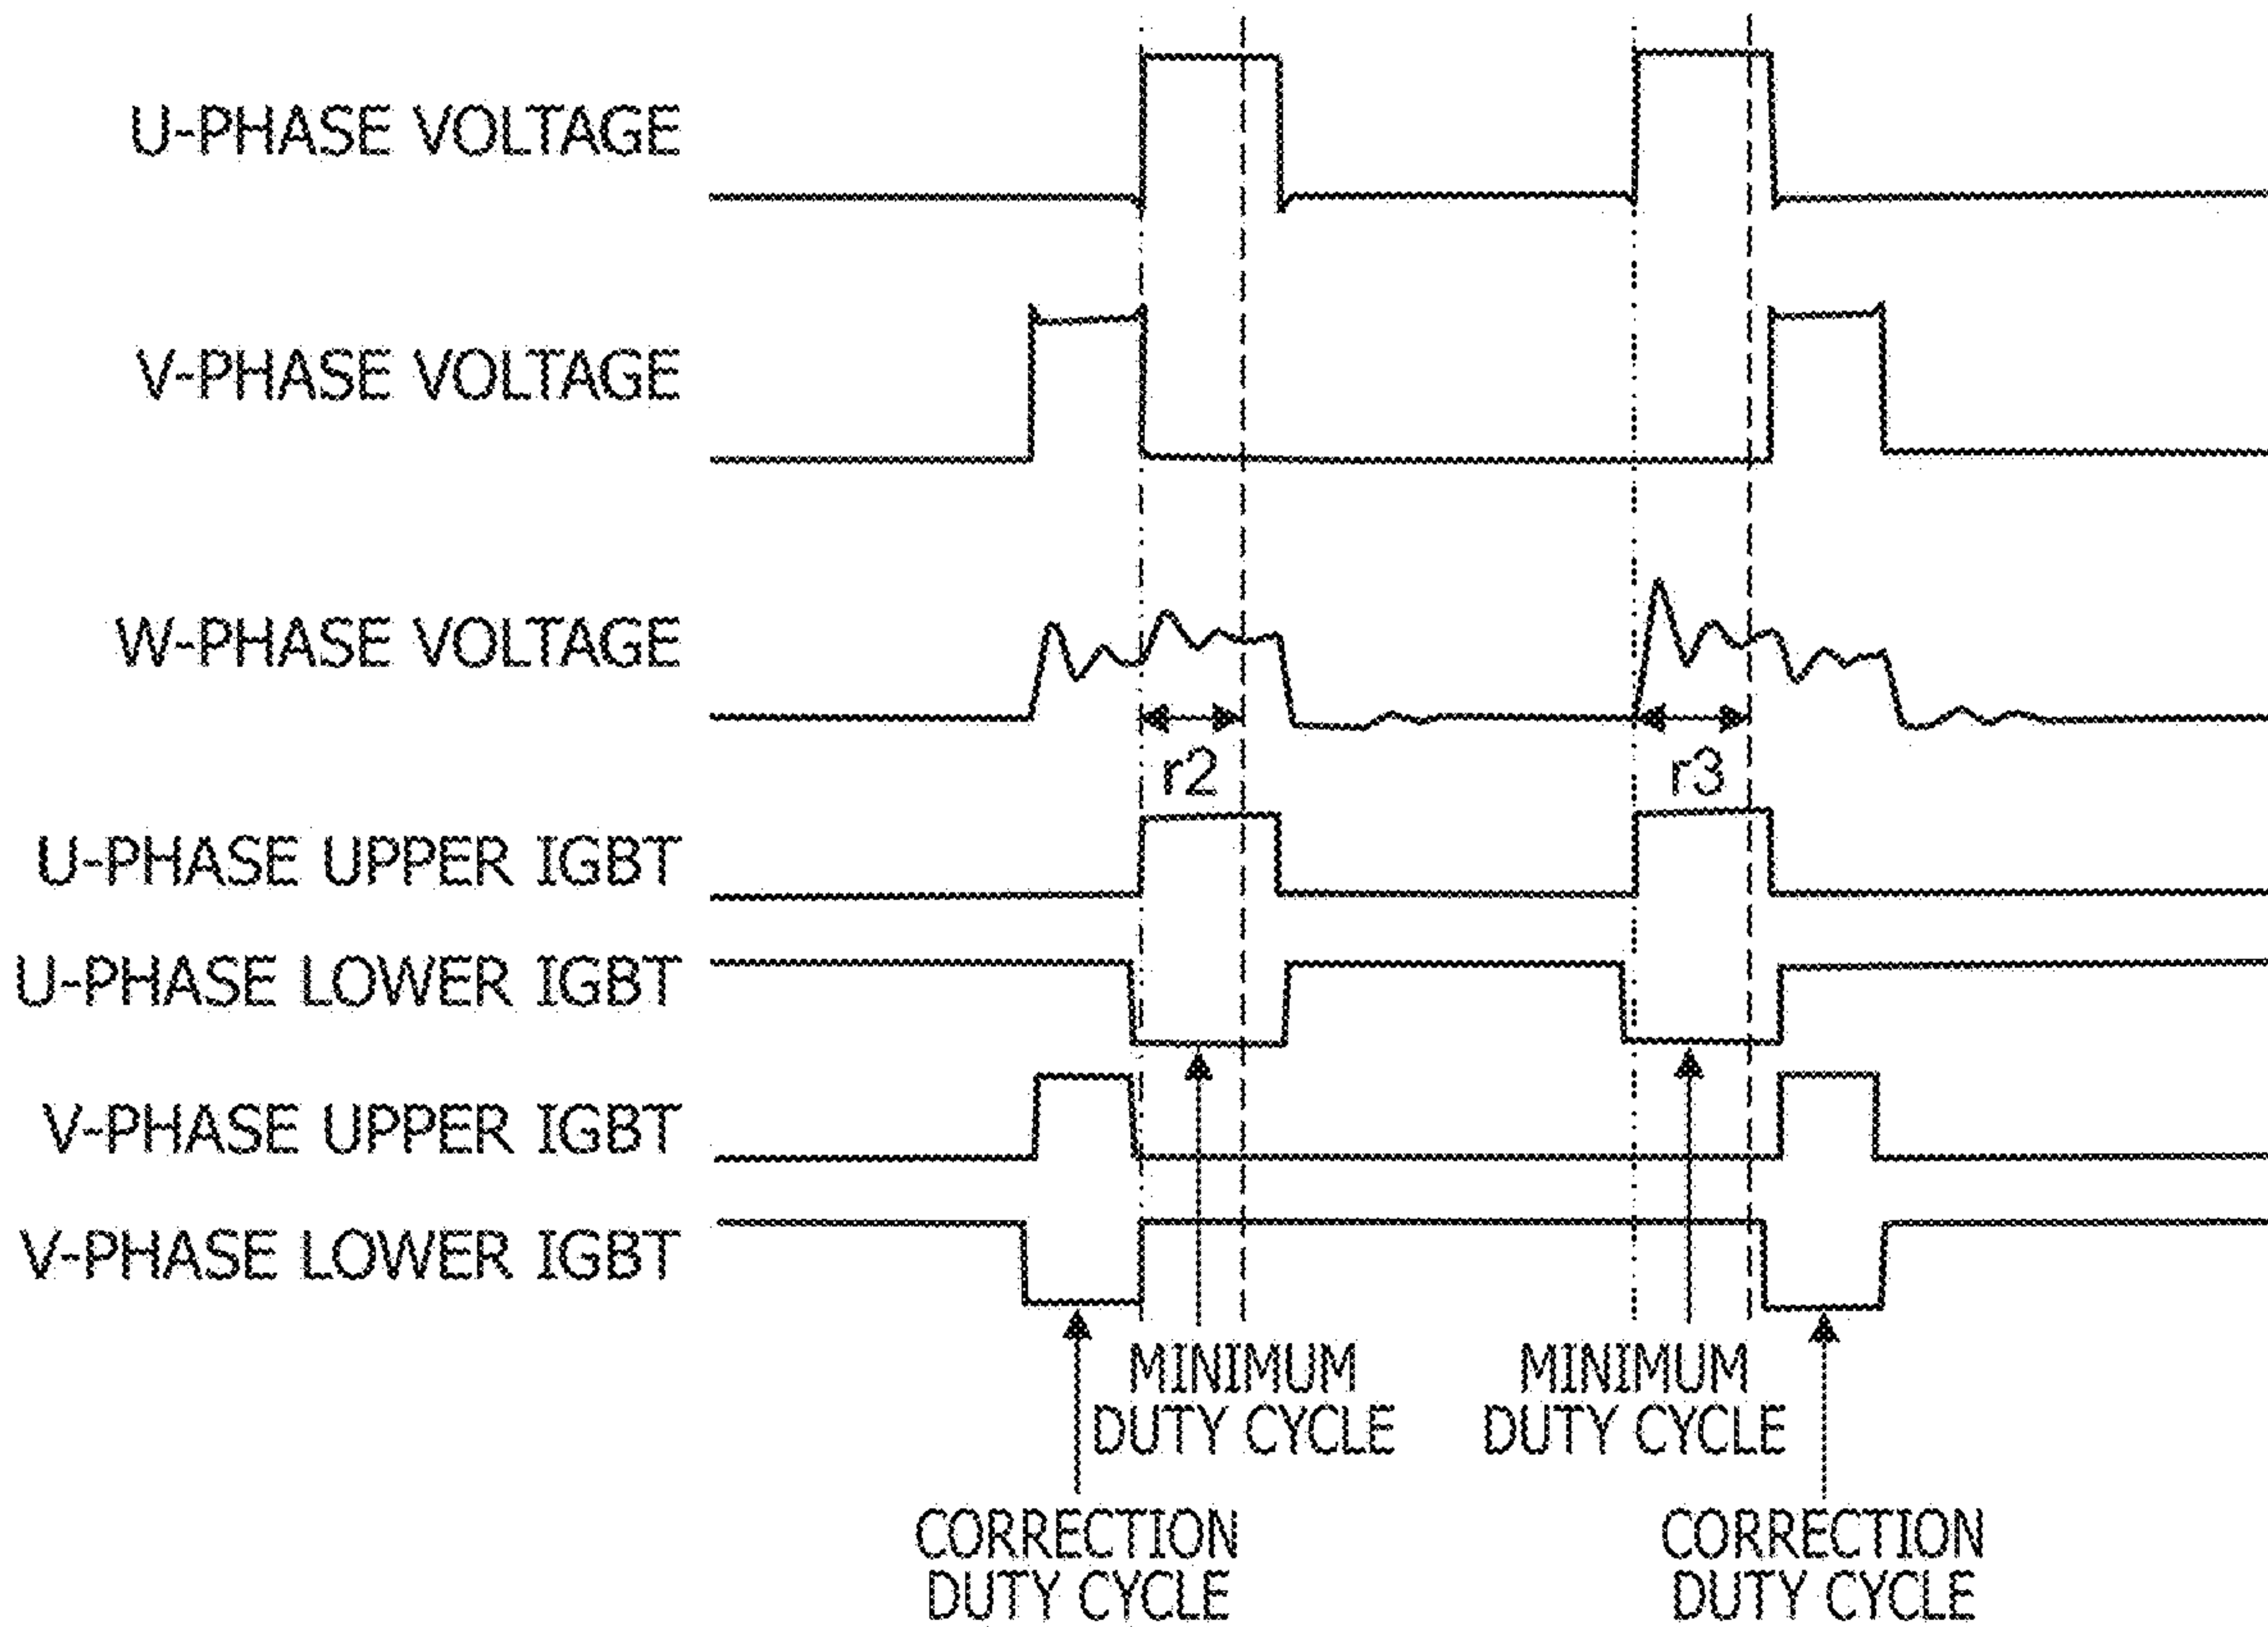 U-PHASE VOLTAGE
V-PHASE VOLTAGE
W-PHASE VOLTAGE
r2
r3
U-PHASE UPPER IGBT
U-PHASE LOWER IGBT
V-PHASE UPPER IGBT
V-PHASE LOWER IGBT
MINIMUM
DUTY CYCLE
MINIMUM
DUTY CYCLE
CORRECTION
DUTY CYCLE
CORRECTION
DUTY CYCLE